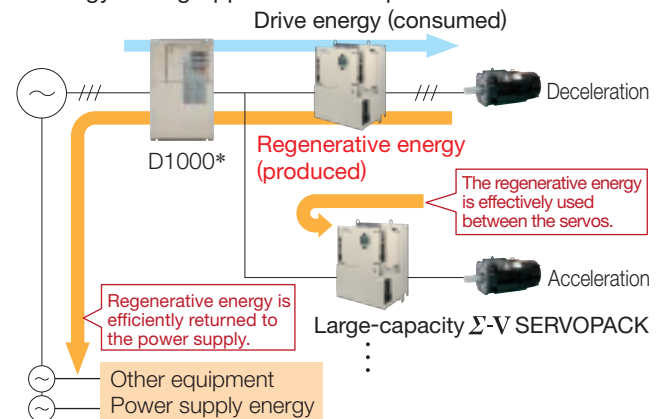 Drive energy (consumed)
Deceleration
D1000*
Regenerative energy
(produced)
The regenerative energy
is effectively used
between the servos.
Acceleration
Regenerative energy is
efficiently returned to
the power supply.
Large-capacity Σ-V SERVOPACK
Other equipment
Power supply energy